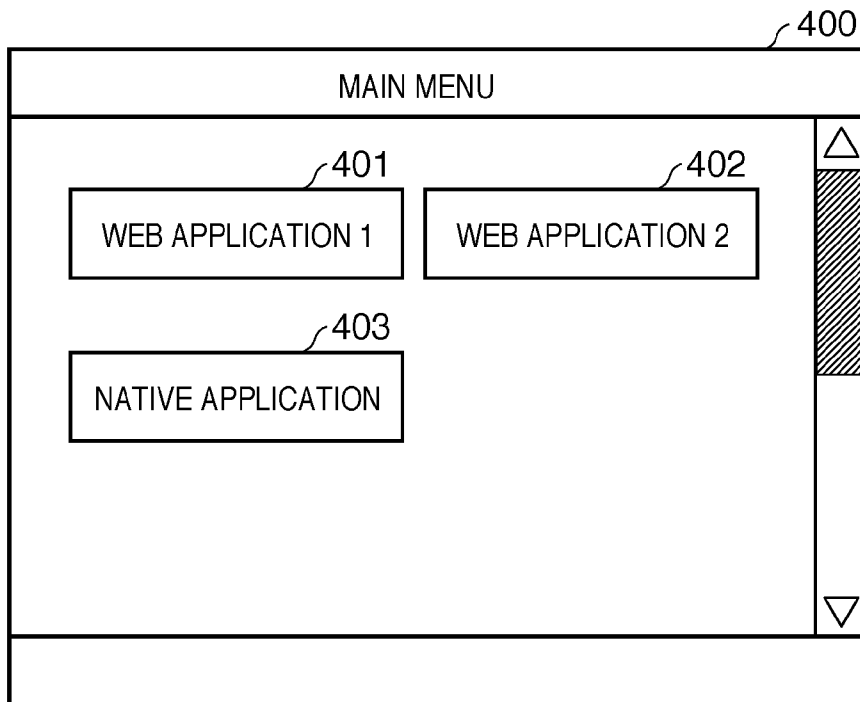 400
MAIN MENU
401
402
WEB APPLICATION 1
WEB APPLICATION 2
403
NATIVE APPLICATION